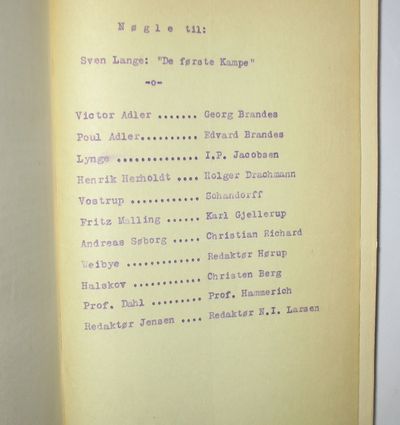 Nøgle til:
Sven Lange: "De første Kampe"
-o-
Victor Adler ....... Georg Brandes
Poul Adler.......... Edvard Brandes
Lynge .............. I.P. Jacobsen
Henrik Herholdt .... Holger Drachmann
Vostrup ............ Schandorff
Fritz Malling ...... Karl Gjellerup
Andreas Søborg ..... Christian Richard
Weibye ............. Redaktør Hørup
Halskov ............ Christen Berg
Prof. Dahl ......... Prof. Hammerich
Redaktør Jensen .... Redaktør N.I. Larsen